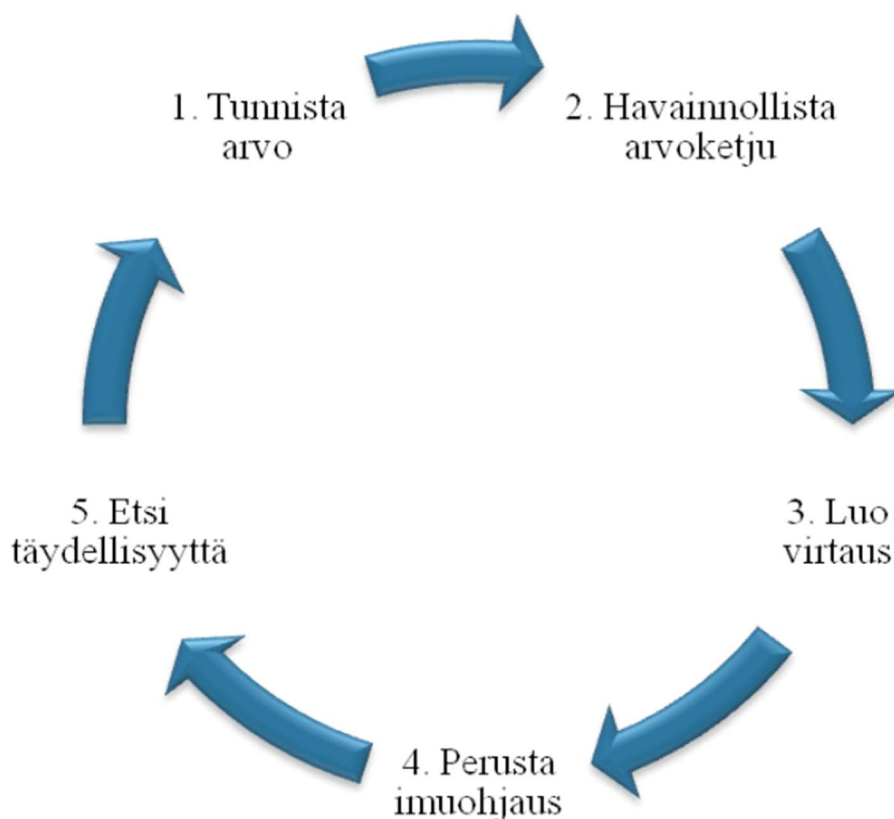 1. Tunnista
arvo
2. Havainnollista
arvoketju
3. Luo
virtaus
4. Perusta
imuohjaus
5. Etsi
täydellisyyttä